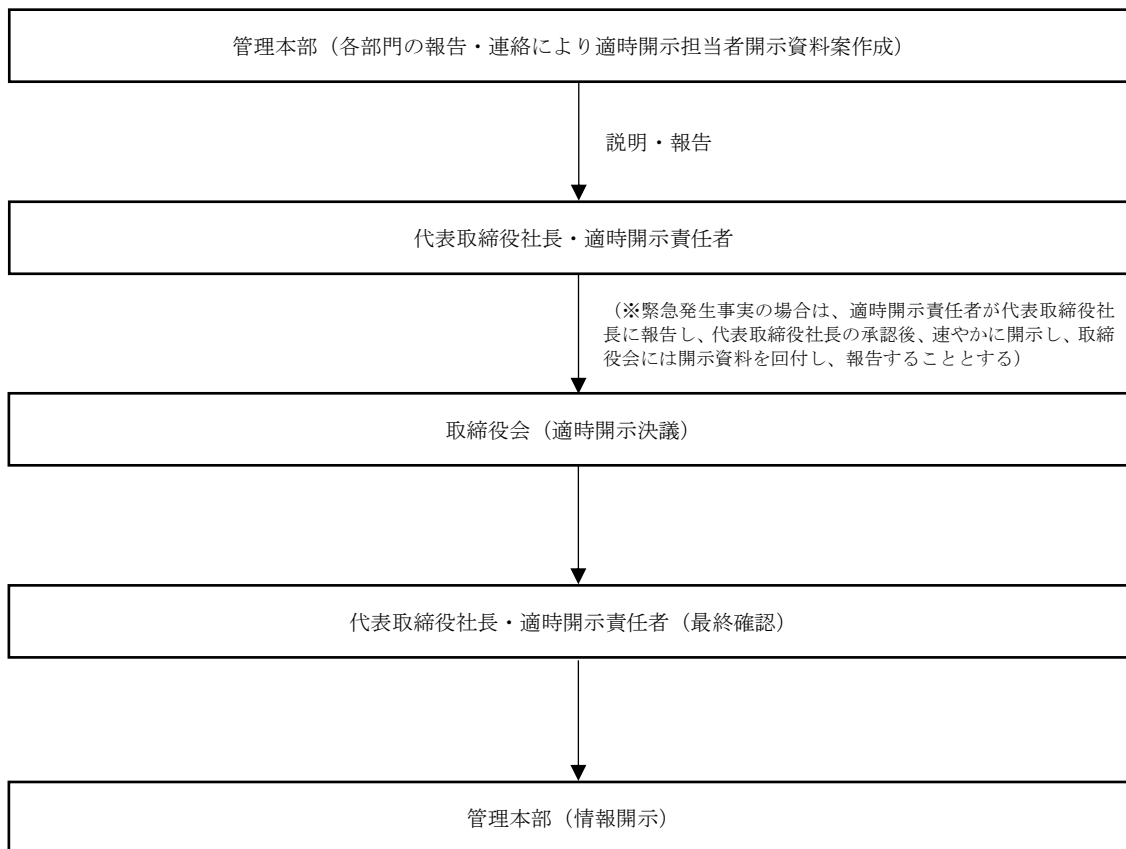 管理本部（各部門の報告・連絡により適時開示担当者開示資料案作成）
説明・報告
代表取締役社長・適時開示責任者
（※緊急発生事実の場合は、適時開示責任者が代表取締役社
長に報告し、代表取締役社長の承認後、速やかに開示し、取締
役会には開示資料を回付し、報告することとする）
取締役会（適時開示決議）
代表取締役社長・適時開示責任者（最終確認）
管理本部（情報開示）